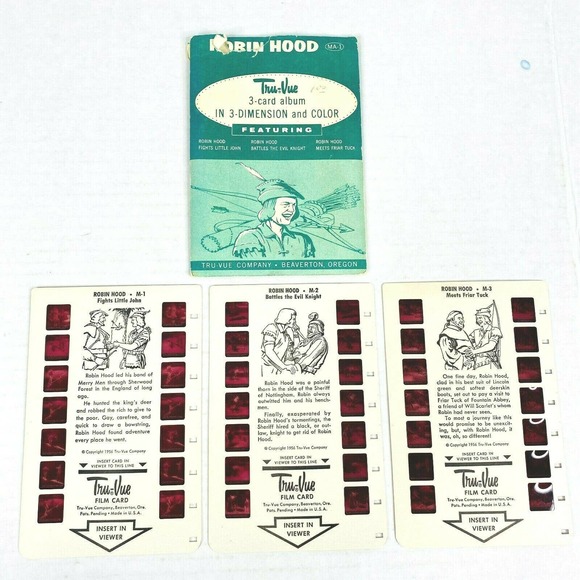 ROBIN HOOD MA-1
Tru-Vue
3-card album
IN 3-DIMENSION and COLOR
FEATURING
ROBIN HOOD
FIGHTS LITTLE JOHN
ROBIN HOOD
BATTLES THE EVIL KNIGHT
ROBIN HOOD
MEETS FRIAR TUCK
TRU-VUE COMPANY • BEAVERTON, OREGON
ROBIN HOOD • M-1
Fights Little John
Robin Hood led his band of
Merry Men through Sherwood
Forest in the England of long
ago.
He hunted the king's deer
and robbed the rich to give to
the poor. Gay, carefree, and
quick to draw a bowstring,
Robin Hood found adventure
every place he went.
© Copyright 1956 Tru-Vue Company
INSERT CARD IN
VIEWER TO THIS LINE
Tru-Vue
FILM CARD
Tru-Vue Company, Beaverton, Ore.
Pats. Pending • Made in U.S.A.
INSERT IN
VIEWER
ROBIN HOOD • M-2
Battles the Evil Knight
Robin Hood was a painful
thorn in the side of the Sheriff
of Nottingham. Robin always
outwitted him and his hench-
men.
Finally, exasperated by
Robin Hood's tormentings, the
Sheriff hired a black, or out-
law, knight to get rid of Robin
Hood.
© Copyright 1956 Tru-Vue Company
INSERT CARD IN
VIEWER TO THIS LINE
Tru-Vue
FILM CARD
Tru-Vue Company, Beaverton, Ore.
Pats. Pending • Made in U.S.A.
INSERT IN
VIEWER
ROBIN HOOD • M-3
Meets Friar Tuck
One fine day, Robin Hood,
clad in his best suit of Lincoln
green and softest deerskin
boots, set out to pay a visit to
Friar Tuck of Fountain Abbey,
a friend of Will Scarlet's whom
Robin had never seen.
To most a journey like this
would promise to be unexcit-
ing, but, with Robin Hood, it
was, oh, so different!
© Copyright 1956 Tru-Vue Company
INSERT CARD IN
VIEWER TO THIS LINE
Tru-Vue
FILM CARD
Tru-Vue Company, Beaverton, Ore.
Pats. Pending • Made in U.S.A.
INSERT IN
VIEWER